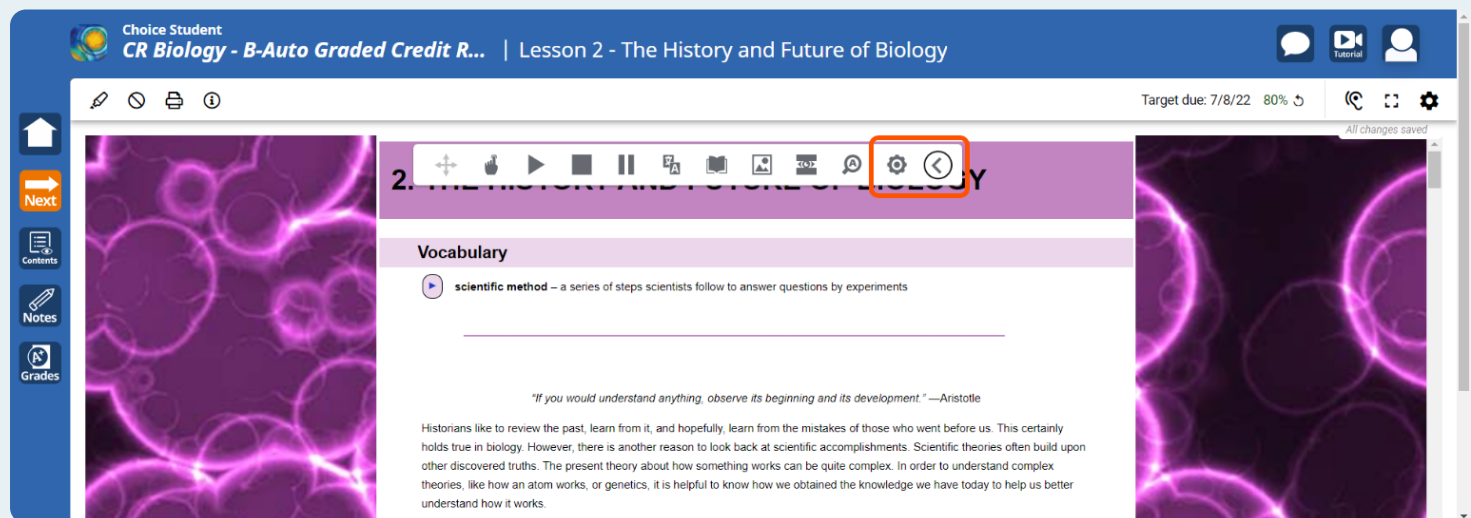 Choice Student
CR Biology - B-Auto Graded Credit R... | Lesson 2 - The History and Future of Biology
Tutorial
Target due: 7/8/22 80%
All changes saved
Next
Contents
Notes
A+
Grades
2. THE HISTORY AND FUTURE OF BIOLOGY
Vocabulary
scientific method – a series of steps scientists follow to answer questions by experiments
"If you would understand anything, observe its beginning and its development." —Aristotle
Historians like to review the past, learn from it, and hopefully, learn from the mistakes of those who went before us. This certainly
holds true in biology. However, there is another reason to look back at scientific accomplishments. Scientific theories often build upon
other discovered truths. The present theory about how something works can be quite complex. In order to understand complex
theories, like how an atom works, or genetics, it is helpful to know how we obtained the knowledge we have today to help us better
understand how it works.